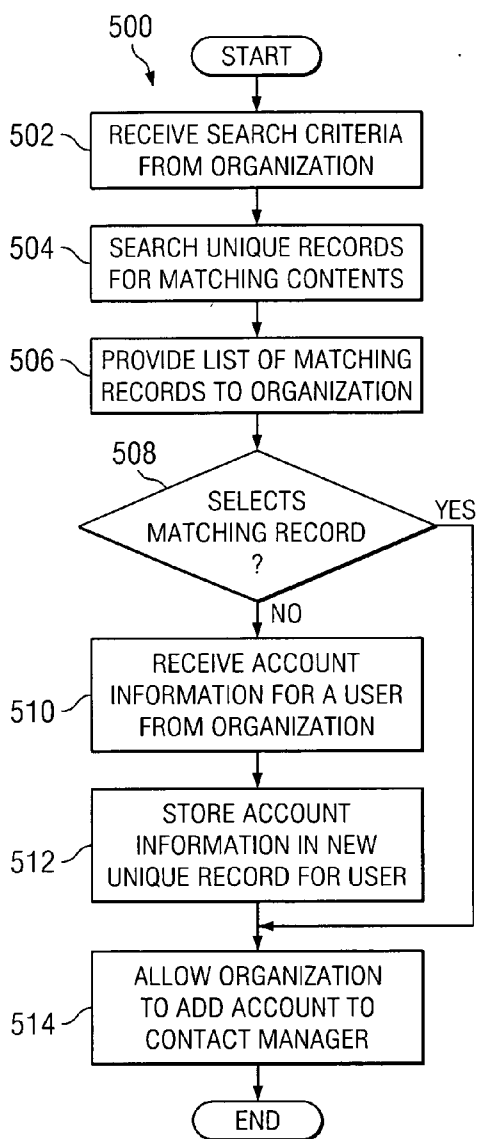 500
START
502
RECEIVE SEARCH CRITERIA
FROM ORGANIZATION
504
SEARCH UNIQUE RECORDS
FOR MATCHING CONTENTS
506
PROVIDE LIST OF MATCHING
RECORDS TO ORGANIZATION
508
SELECTS
MATCHING RECORD
?
YES
NO
510
RECEIVE ACCOUNT
INFORMATION FOR A USER
FROM ORGANIZATION
512
STORE ACCOUNT
INFORMATION IN NEW
UNIQUE RECORD FOR USER
514
ALLOW ORGANIZATION
TO ADD ACCOUNT TO
CONTACT MANAGER
END